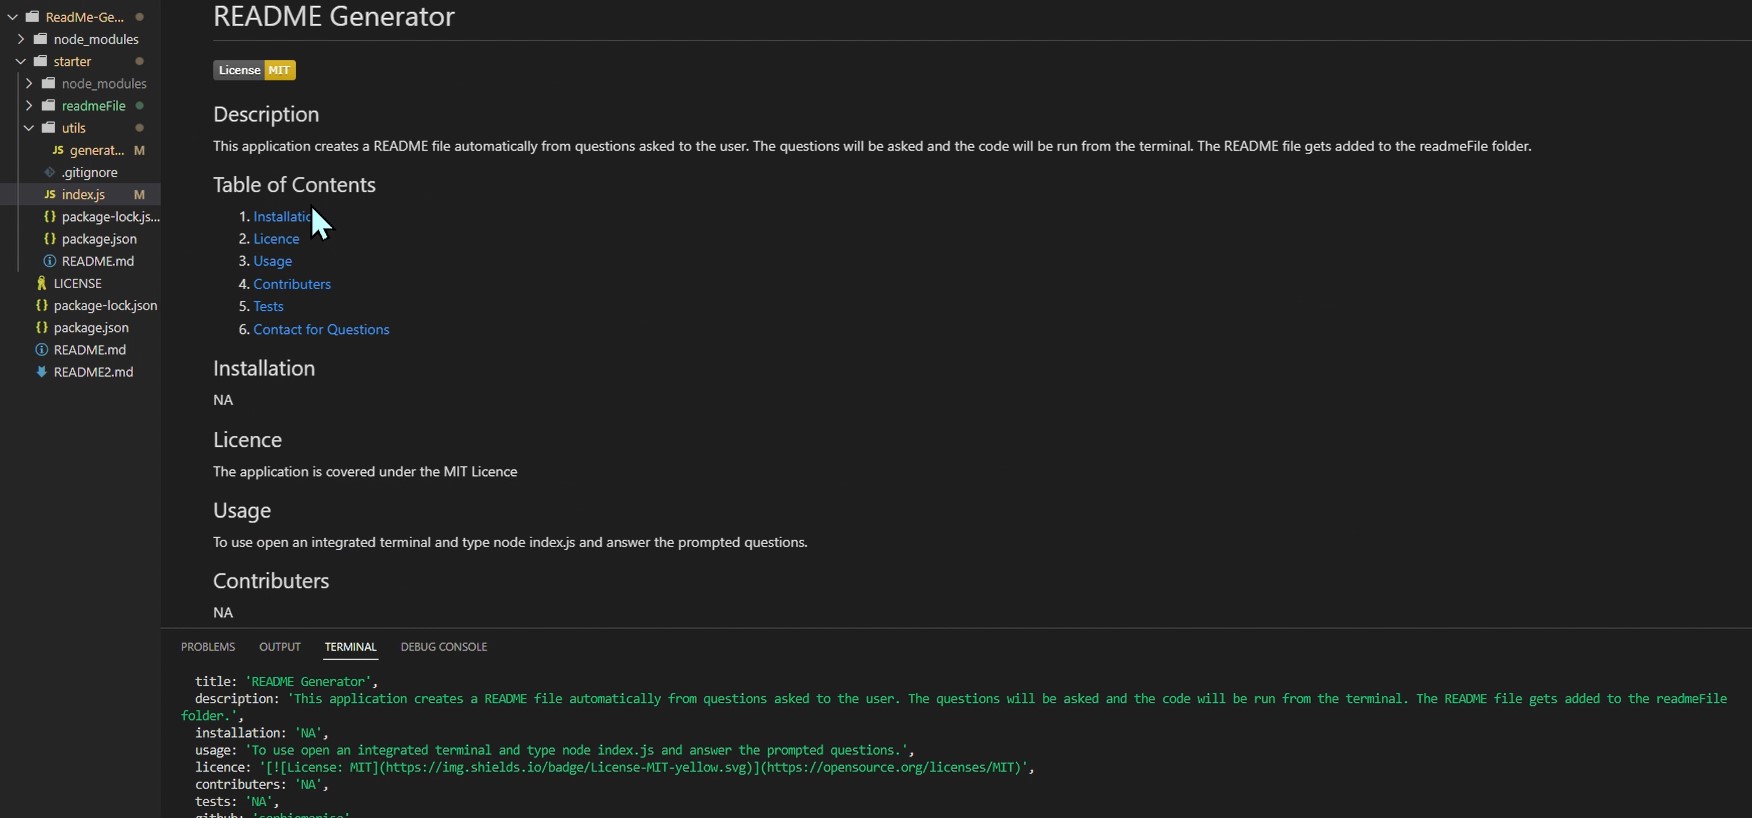 ReadMe-Ge...
node_modules
starter
node_modules
readmeFile
utils
JS generat... M
.gitignore
JS index.js M
{} package-lock.js...
{} package.json
README.md
LICENSE
{} package-lock.json
{} package.json
README.md
README2.md
README Generator
License MIT
Description
This application creates a README file automatically from questions asked to the user. The questions will be asked and the code will be run from the terminal. The README file gets added to the readmeFile folder.
Table of Contents
1. Installatio
2. Licence
3. Usage
4. Contributers
5. Tests
6. Contact for Questions
Installation
NA
Licence
The application is covered under the MIT Licence
Usage
To use open an integrated terminal and type node index.js and answer the prompted questions.
Contributers
NA
PROBLEMS OUTPUT TERMINAL DEBUG CONSOLE
title: 'README Generator',
description: 'This application creates a README file automatically from questions asked to the user. The questions will be asked and the code will be run from the terminal. The README file gets added to the readmeFile
folder.',
installation: 'NA',
usage: 'To use open an integrated terminal and type node index.js and answer the prompted questions.',
licence: '[![License: MIT](https://img.shields.io/badge/License-MIT-yellow.svg)](https://opensource.org/licenses/MIT)',
contributers: 'NA',
tests: 'NA',
github: